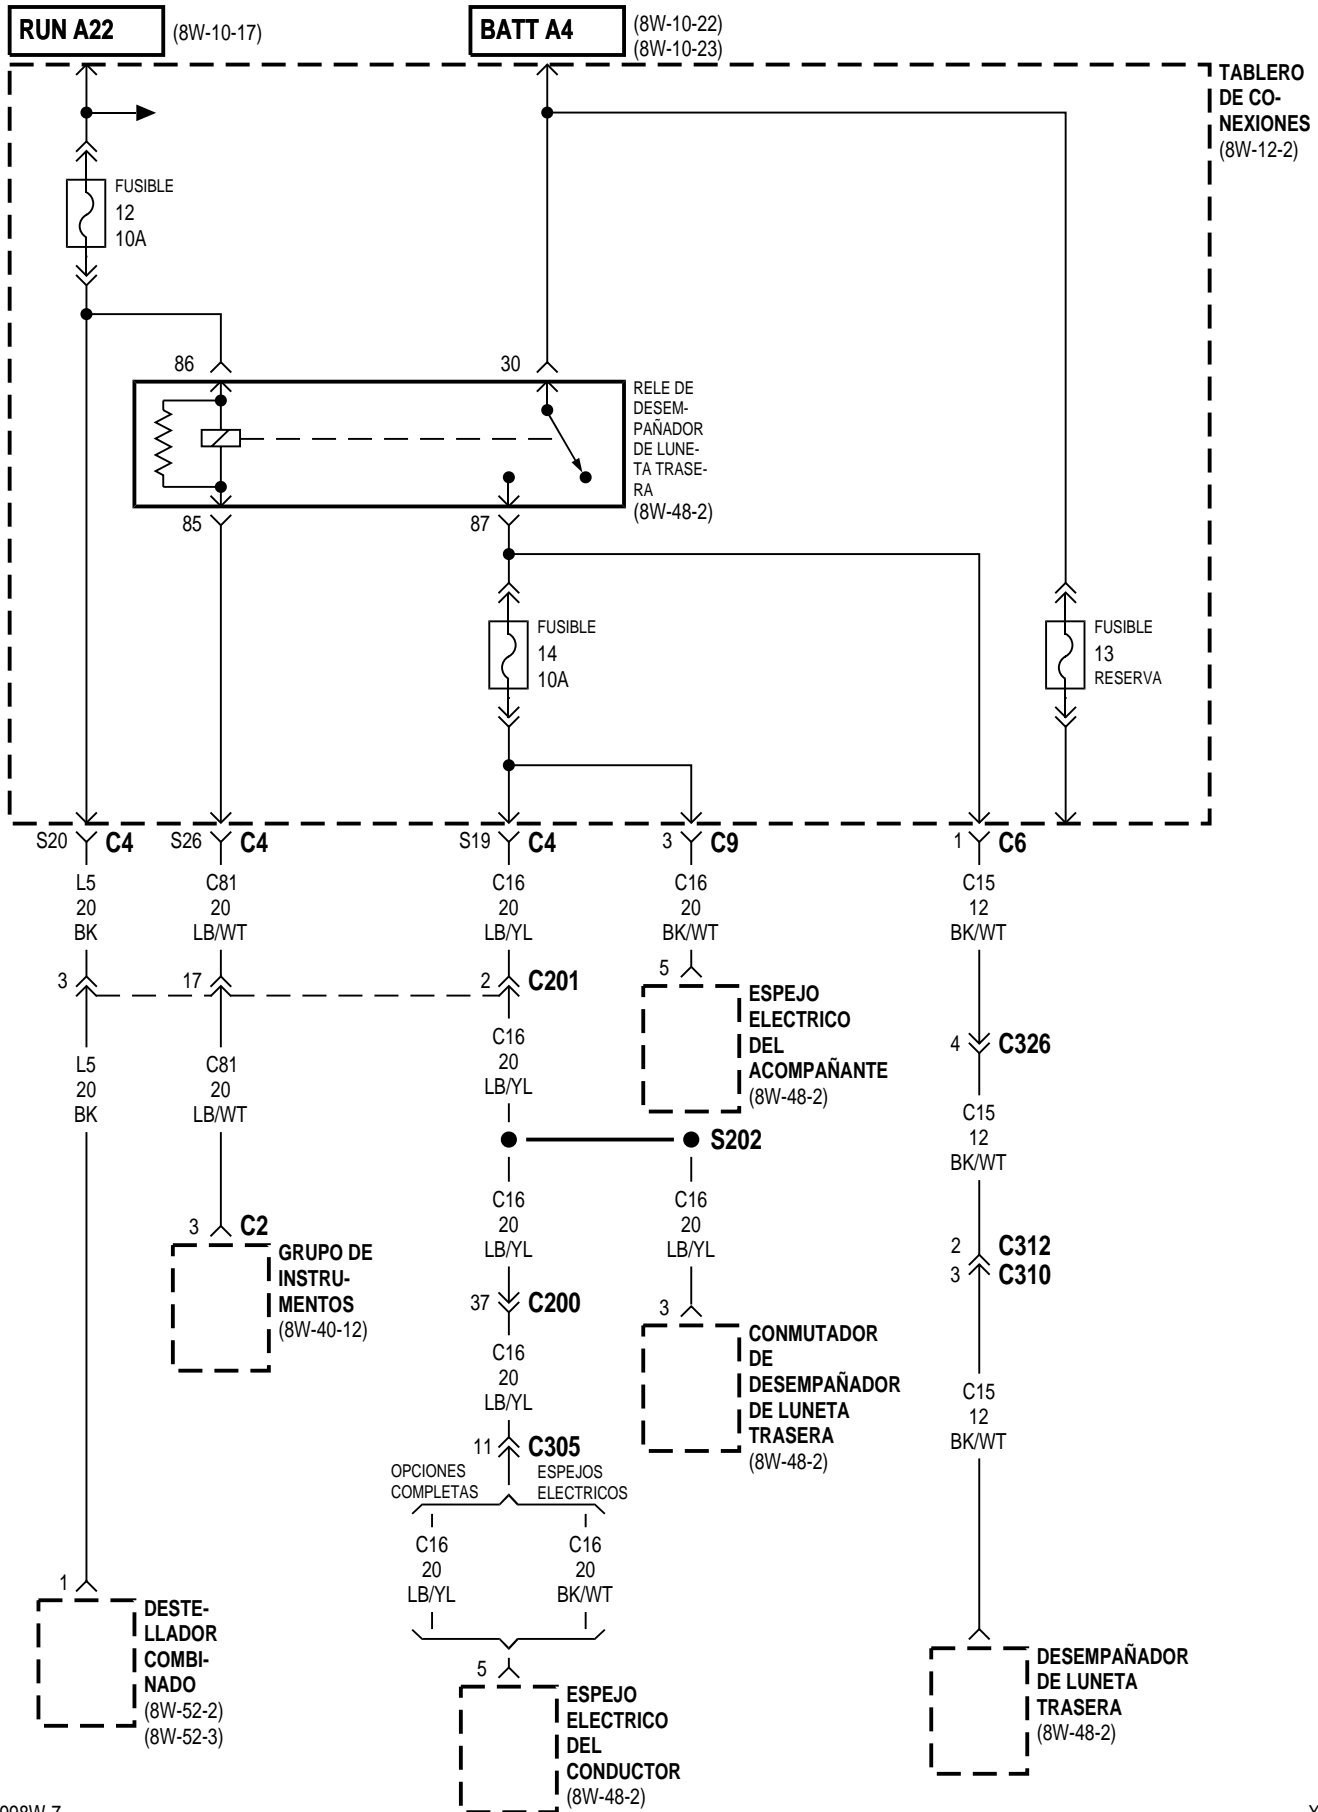 RUN A22
(8W-10-17)
BATT A4
(8W-10-22)
(8W-10-23)
TABLERO
DE CO-
NEXIONES
(8W-12-2)
FUSIBLE
12
10A
86
30
RELE DE
DESEM-
PAÑADOR
DE LUNE-
TA TRASE-
RA
(8W-48-2)
85
87
FUSIBLE
14
10A
FUSIBLE
13
RESERVA
S20 C4
S26 C4
S19 C4
3 C9
1 C6
L5
20
BK
C81
20
LB/WT
C16
20
LB/YL
C16
20
BK/WT
C15
12
BK/WT
3
17
2 C201
5
ESPEJO
ELECTRICO
DEL
ACOMPAÑANTE
(8W-48-2)
4 C326
L5
20
BK
C81
20
LB/WT
C16
20
LB/YL
C15
12
BK/WT
S202
C16
20
LB/YL
C16
20
LB/YL
3 C2
GRUPO DE
INSTRU-
MENTOS
(8W-40-12)
2 C312
3 C310
37 C200
3
CONMUTADOR
DE
DESEMPAÑADOR
DE LUNETA
TRASERA
(8W-48-2)
C16
20
LB/YL
C15
12
BK/WT
11 C305
OPCIONES
COMPLETAS
ESPEJOS
ELECTRICOS
C16
20
LB/YL
C16
20
BK/WT
1
DESTE-
LLADOR
COMBI-
NADO
(8W-52-2)
(8W-52-3)
5
ESPEJO
ELECTRICO
DEL
CONDUCTOR
(8W-48-2)
DESEMPAÑADOR
DE LUNETA
TRASERA
(8W-48-2)